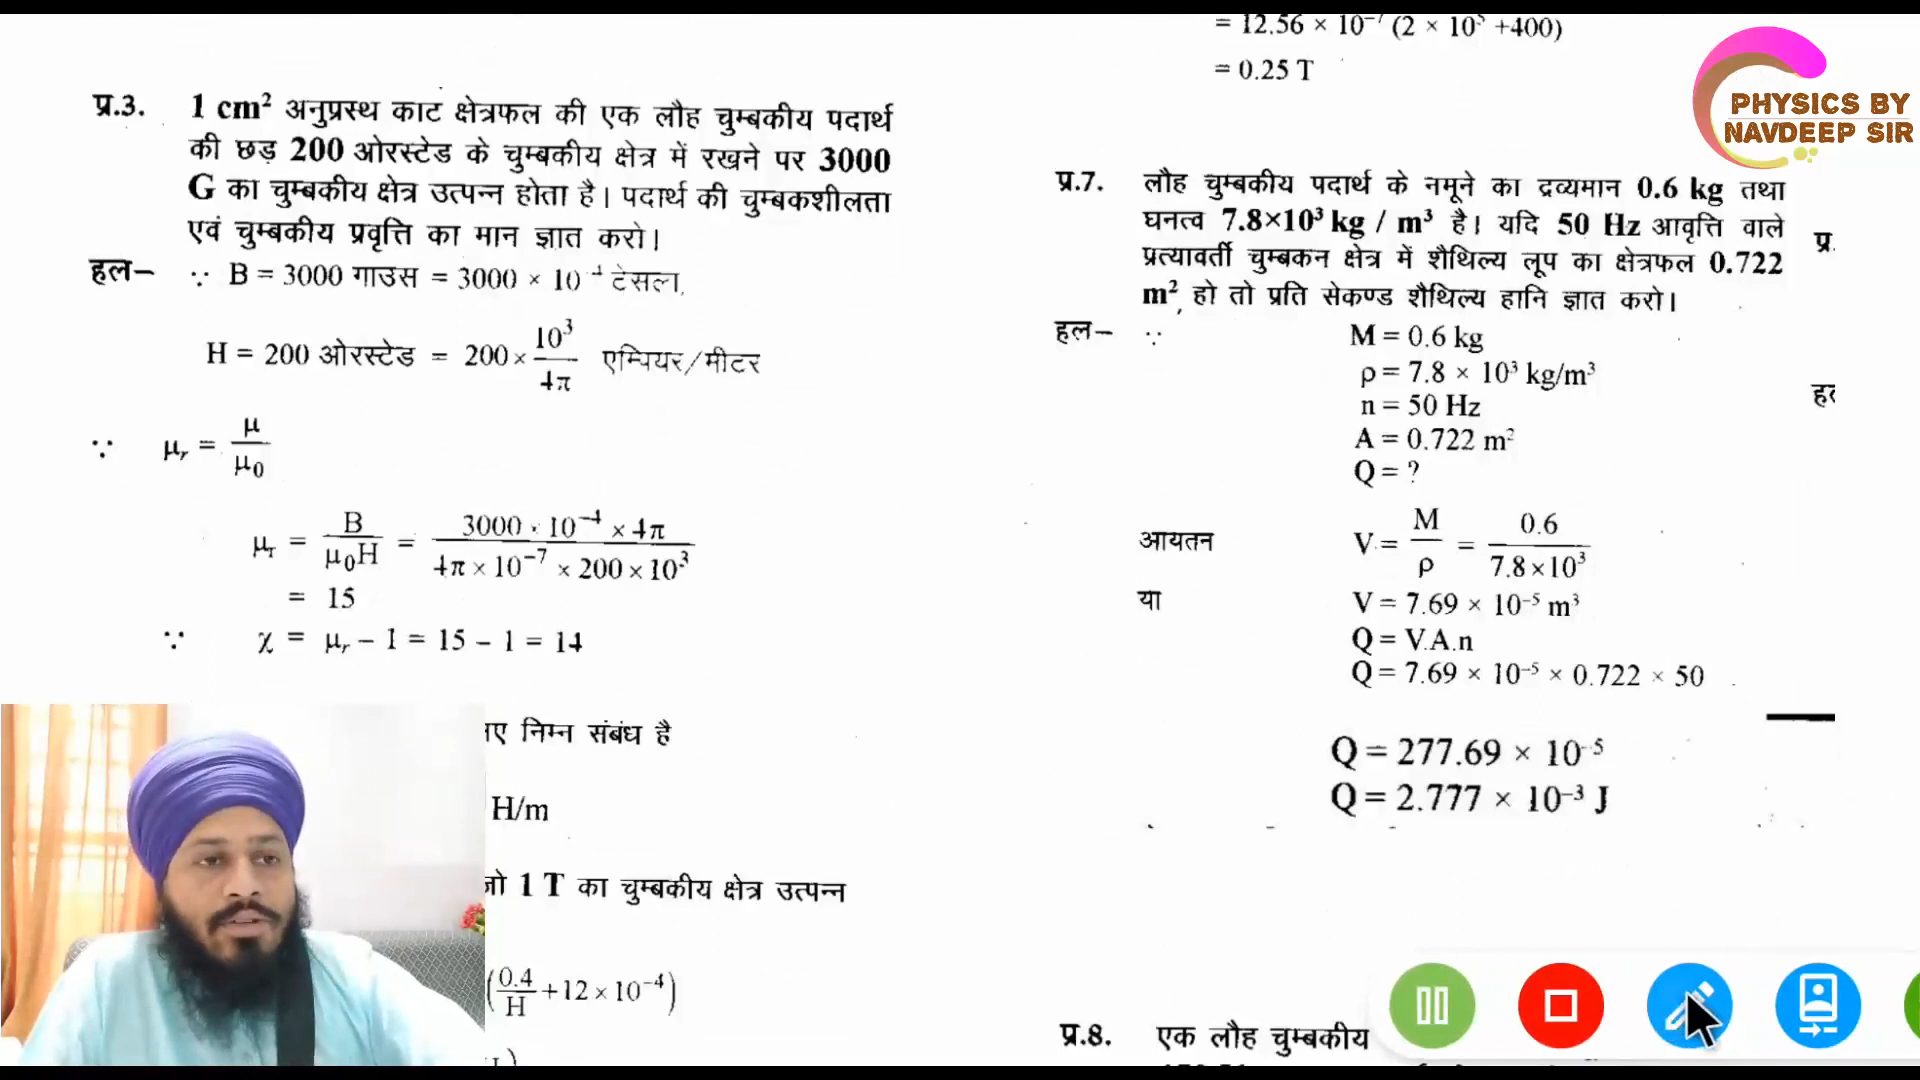 प्र.3. 1 cm² अनुप्रस्थ काट क्षेत्रफल की एक लौह चुम्बकीय पदार्थ
की छड़ 200 ओरस्टेड के चुम्बकीय क्षेत्र में रखने पर 3000
G का चुम्बकीय क्षेत्र उत्पन्न होता है। पदार्थ की चुम्बकशीलता
एवं चुम्बकीय प्रवृत्ति का मान ज्ञात करो।
हल– ∵ B = 3000 गाउस = 3000 × 10⁻⁴ टेसला,
H = 200 ओरस्टेड = 200 × 10³/4π एम्पियर/मीटर
∵ μr = μ/μ0
μr = B/μ0H = 3000 × 10⁻⁴ × 4π / 4π × 10⁻⁷ × 200 × 10³
= 15
∵ χ = μr – 1 = 15 – 1 = 14
निम्न संबंध है
H/m
जो 1 T का चुम्बकीय क्षेत्र उत्पन्न
(0.4/H + 12 × 10⁻⁴)
= 12.56 × 10⁻⁷ (2 × 10⁵ +400)
= 0.25 T
PHYSICS BY
NAVDEEP SIR
प्र.7. लौह चुम्बकीय पदार्थ के नमूने का द्रव्यमान 0.6 kg तथा
घनत्व 7.8×10³ kg / m³ है। यदि 50 Hz आवृत्ति वाले
प्रत्यावर्ती चुम्बकन क्षेत्र में शैथिल्य लूप का क्षेत्रफल 0.722
m², हो तो प्रति सेकण्ड शैथिल्य हानि ज्ञात करो।
हल– ∵ M = 0.6 kg
ρ = 7.8 × 10³ kg/m³
n = 50 Hz
A = 0.722 m²
Q = ?
आयतन V = M/ρ = 0.6/7.8×10³
या V = 7.69 × 10⁻⁵ m³
Q = V.A.n
Q = 7.69 × 10⁻⁵ × 0.722 × 50
Q = 277.69 × 10⁻⁵
Q = 2.777 × 10⁻³ J
प्र.8. एक लौह चुम्बकीय
प्र.